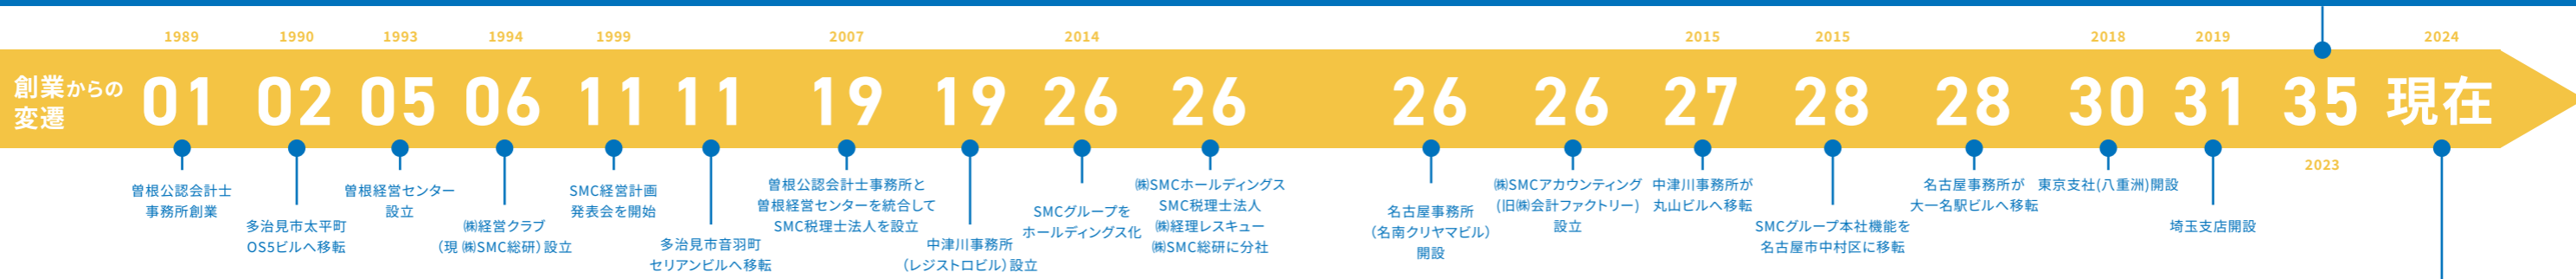 1989
1990
1993
1994
1999
2007
2014
2015
2015
2018
2019
2024
創業からの
変遷
01
02
05
06
11
11
19
19
26
26
26
26
27
28
28
30
31
35
現在
2023
曽根公認会計士
事務所創業
多治見市太平町
OS5ビルへ移転
曽根経営センター
設立
㈱経営クラブ
(現 ㈱SMC総研)設立
SMC経営計画
発表会を開始
多治見市音羽町
セリアンビルへ移転
曽根公認会計士事務所と
曽根経営センターを統合して
SMC税理士法人を設立
中津川事務所
(レジストロビル)設立
SMCグループを
ホールディングス化
㈱SMCホールディングス
SMC税理士法人
㈱経理レスキュー
㈱SMC総研に分社
名古屋事務所
(名南クリヤマビル)
開設
㈱SMCアカウンティング
(旧㈱会計ファクトリー)
設立
中津川事務所が
丸山ビルへ移転
SMCグループ本社機能を
名古屋市中村区に移転
名古屋事務所が
大一名駅ビルへ移転
東京支社(八重洲)開設
埼玉支店開設